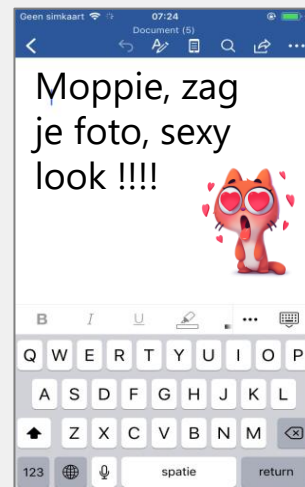 Geen simkaart 07:24
Document (5)
Moppie, zag
je foto, sexy
look !!!!
B I U
Q W E R T Y U I O P
A S D F G H J K L
Z X C V B N M
123 spatie return